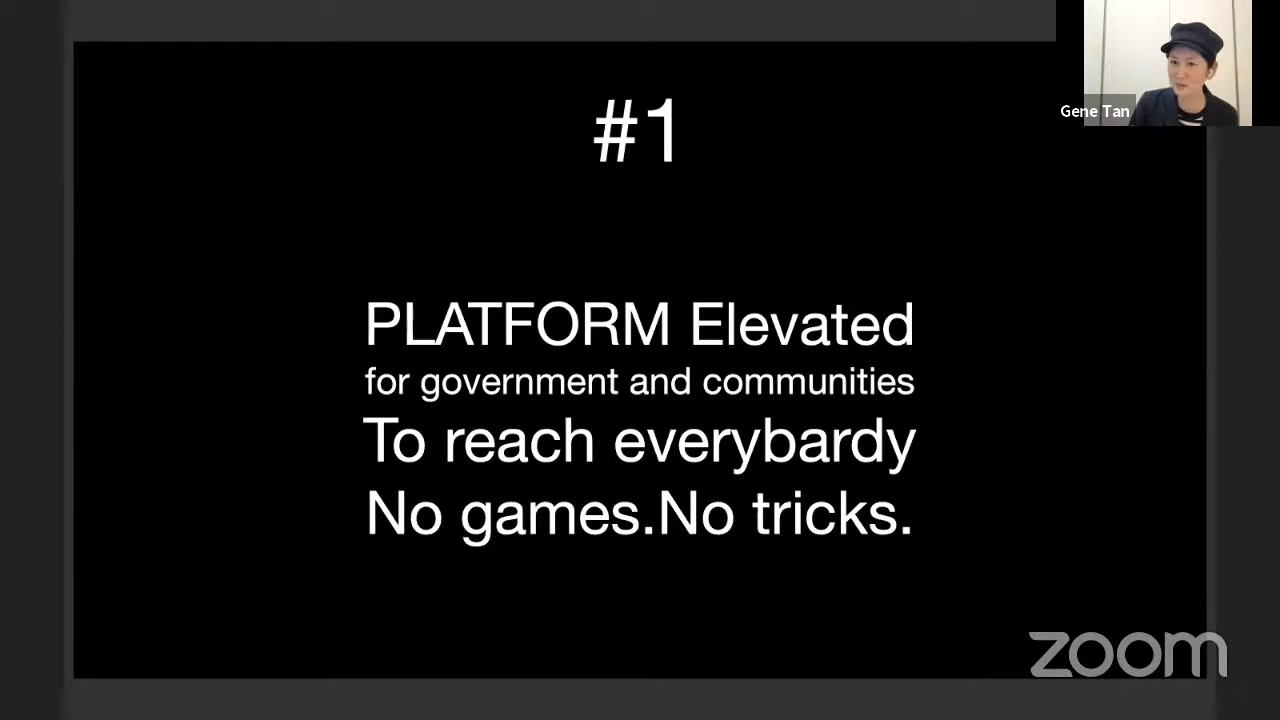 #1
Gene Tan
PLATFORM Elevated
for government and communities
To reach everybardy
No games.No tricks.
zoom